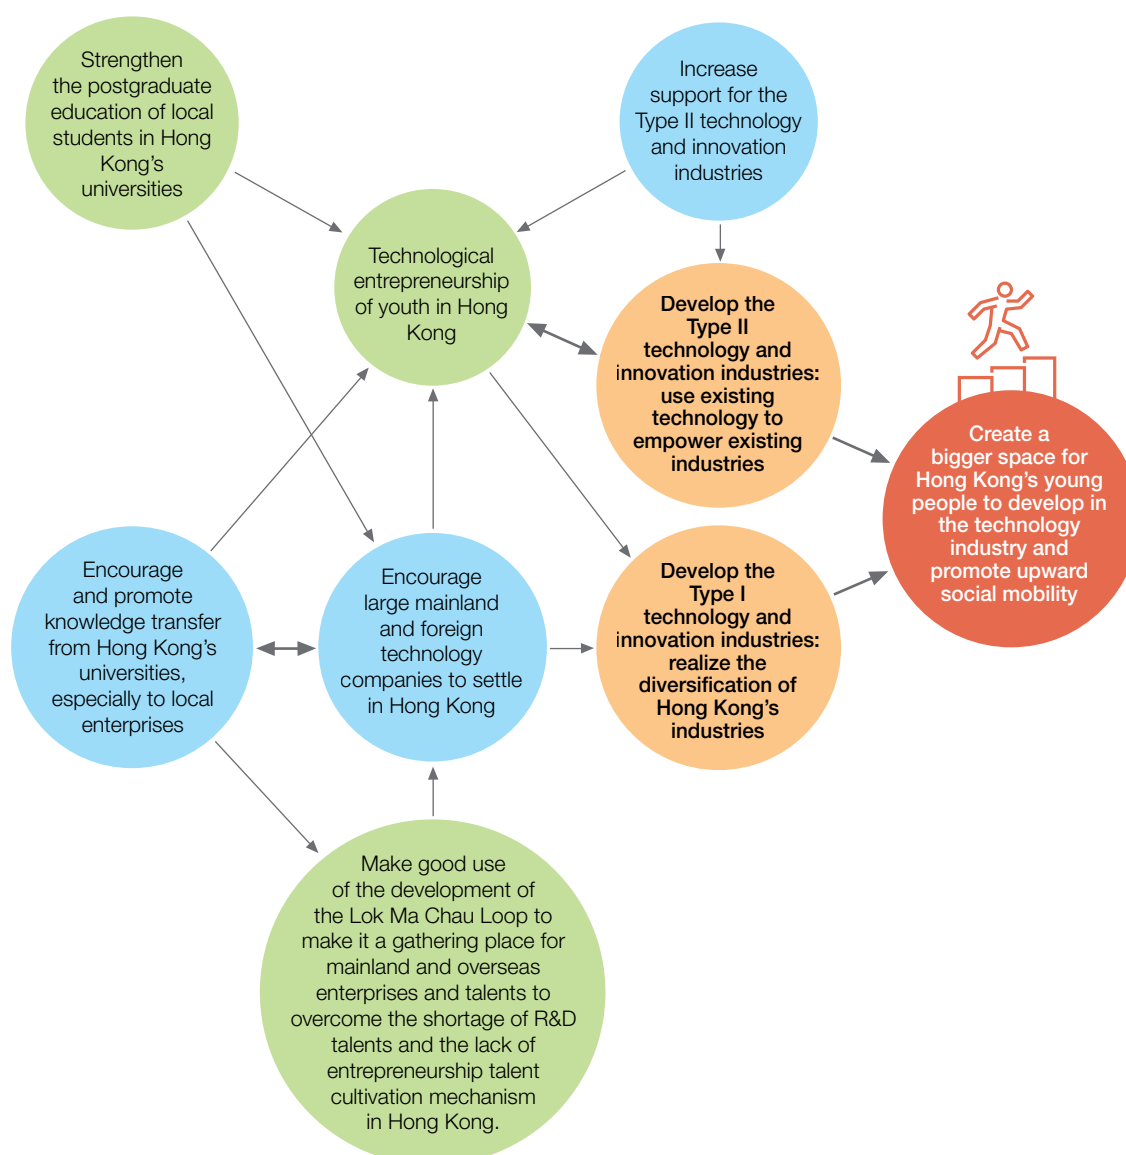 Strengthen
the postgraduate
education of local
students in Hong
Kong’s
universities
Increase
support for the
Type II technology
and innovation
industries
Technological
entrepreneurship
of youth in Hong
Kong
Develop the
Type II
technology and
innovation industries:
use existing
technology to
empower existing
industries
Create a
bigger space for
Hong Kong’s young
people to develop in
the technology
industry and
promote upward
social mobility
Encourage
and promote
knowledge transfer
from Hong Kong’s
universities,
especially to local
enterprises
Encourage
large mainland
and foreign
technology
companies to settle
in Hong Kong
Develop the
Type I
technology and
innovation industries:
realize the
diversification of
Hong Kong’s
industries
Make good use
of the development of
the Lok Ma Chau Loop to
make it a gathering place for
mainland and overseas
enterprises and talents to
overcome the shortage of R&D
talents and the lack of
entrepreneurship talent
cultivation mechanism
in Hong Kong.